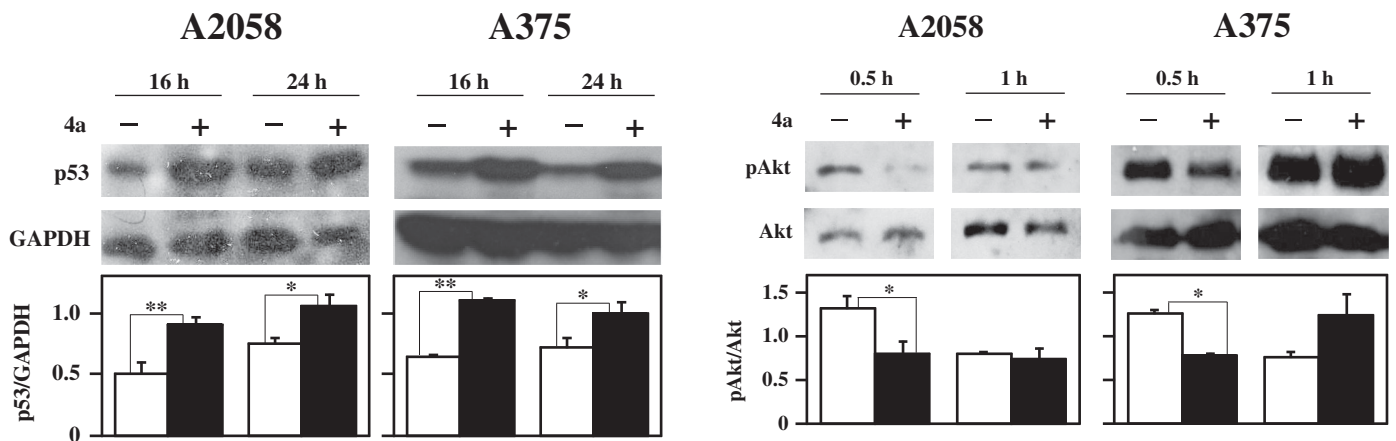 A2058 A375
16 h 24 h 16 h 24 h
4a − + − + − + − +
p53
GAPDH
p53/GAPDH
1.0
0.5
0
** * ** *
A2058 A375
0.5 h 1 h 0.5 h 1 h
4a − + − + − + − +
pAkt
Akt
pAkt/Akt
1.5
1.0
0.5
0
* *